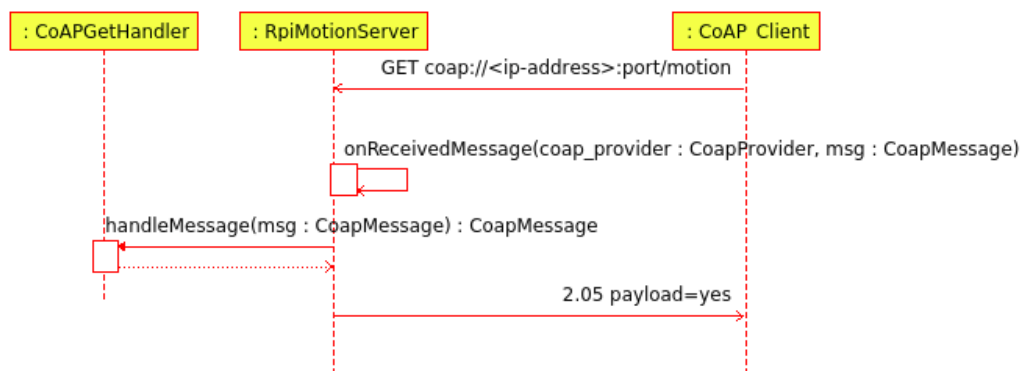 : CoAPGetHandler
: RpiMotionServer
: CoAP Client
GET coap://<ip-address>:port/motion
onReceivedMessage(coap_provider : CoapProvider, msg : CoapMessage)
handleMessage(msg : CoapMessage) : CoapMessage
2.05 payload=yes